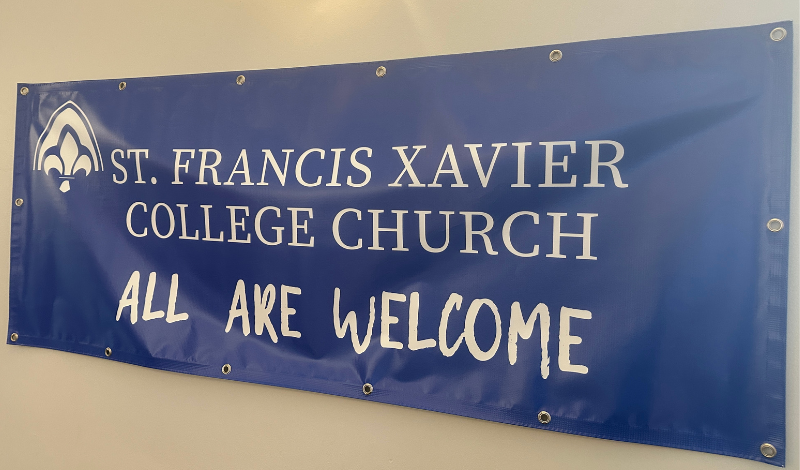 ST. FRANCIS XAVIER
COLLEGE CHURCH
ALL ARE WELCOME